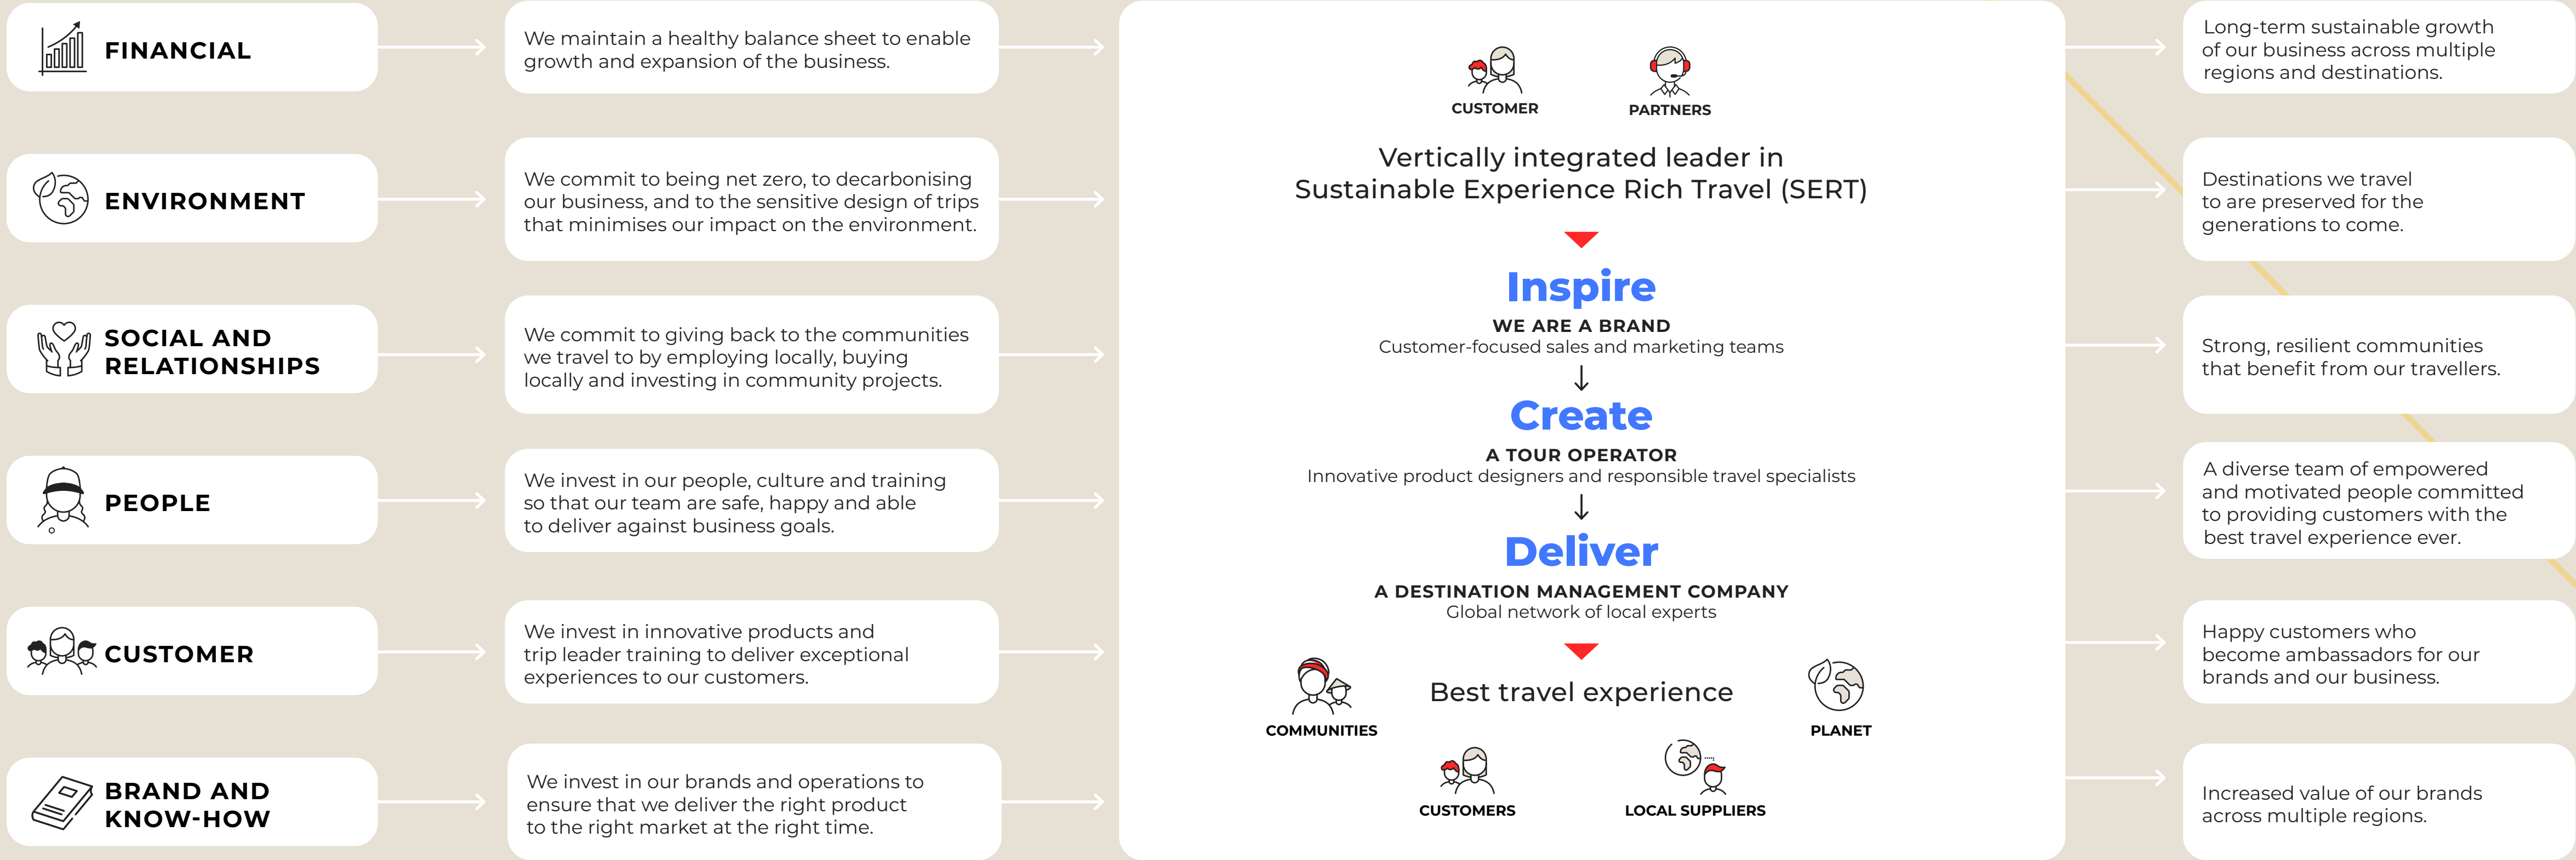 FINANCIAL
We maintain a healthy balance sheet to enable
growth and expansion of the business.
ENVIRONMENT
We commit to being net zero, to decarbonising
our business, and to the sensitive design of trips
that minimises our impact on the environment.
SOCIAL AND
RELATIONSHIPS
We commit to giving back to the communities
we travel to by employing locally, buying
locally and investing in community projects.
PEOPLE
We invest in our people, culture and training
so that our team are safe, happy and able
to deliver against business goals.
CUSTOMER
We invest in innovative products and
trip leader training to deliver exceptional
experiences to our customers.
BRAND AND
KNOW-HOW
We invest in our brands and operations to
ensure that we deliver the right product
to the right market at the right time.
CUSTOMER
PARTNERS
Vertically integrated leader in
Sustainable Experience Rich Travel (SERT)
Inspire
WE ARE A BRAND
Customer-focused sales and marketing teams
Create
A TOUR OPERATOR
Innovative product designers and responsible travel specialists
Deliver
A DESTINATION MANAGEMENT COMPANY
Global network of local experts
Best travel experience
COMMUNITIES
PLANET
CUSTOMERS
LOCAL SUPPLIERS
Long-term sustainable growth
of our business across multiple
regions and destinations.
Destinations we travel
to are preserved for the
generations to come.
Strong, resilient communities
that benefit from our travellers.
A diverse team of empowered
and motivated people committed
to providing customers with the
best travel experience ever.
Happy customers who
become ambassadors for our
brands and our business.
Increased value of our brands
across multiple regions.